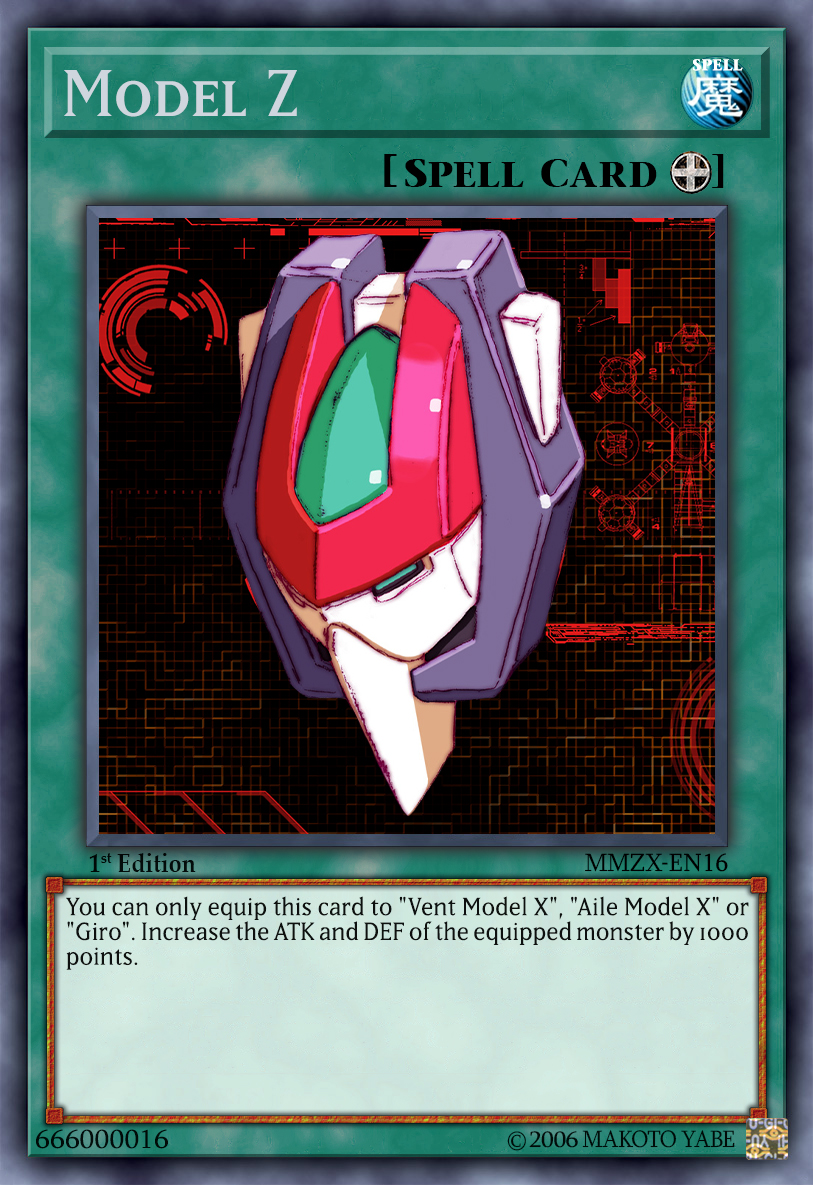 Model Z
SPELL
魔
[Spell Card]
1st Edition
MMZX-EN16
You can only equip this card to "Vent Model X", "Aile Model X" or
"Giro". Increase the ATK and DEF of the equipped monster by 1000
points.
666000016
©2006 MAKOTO YABE